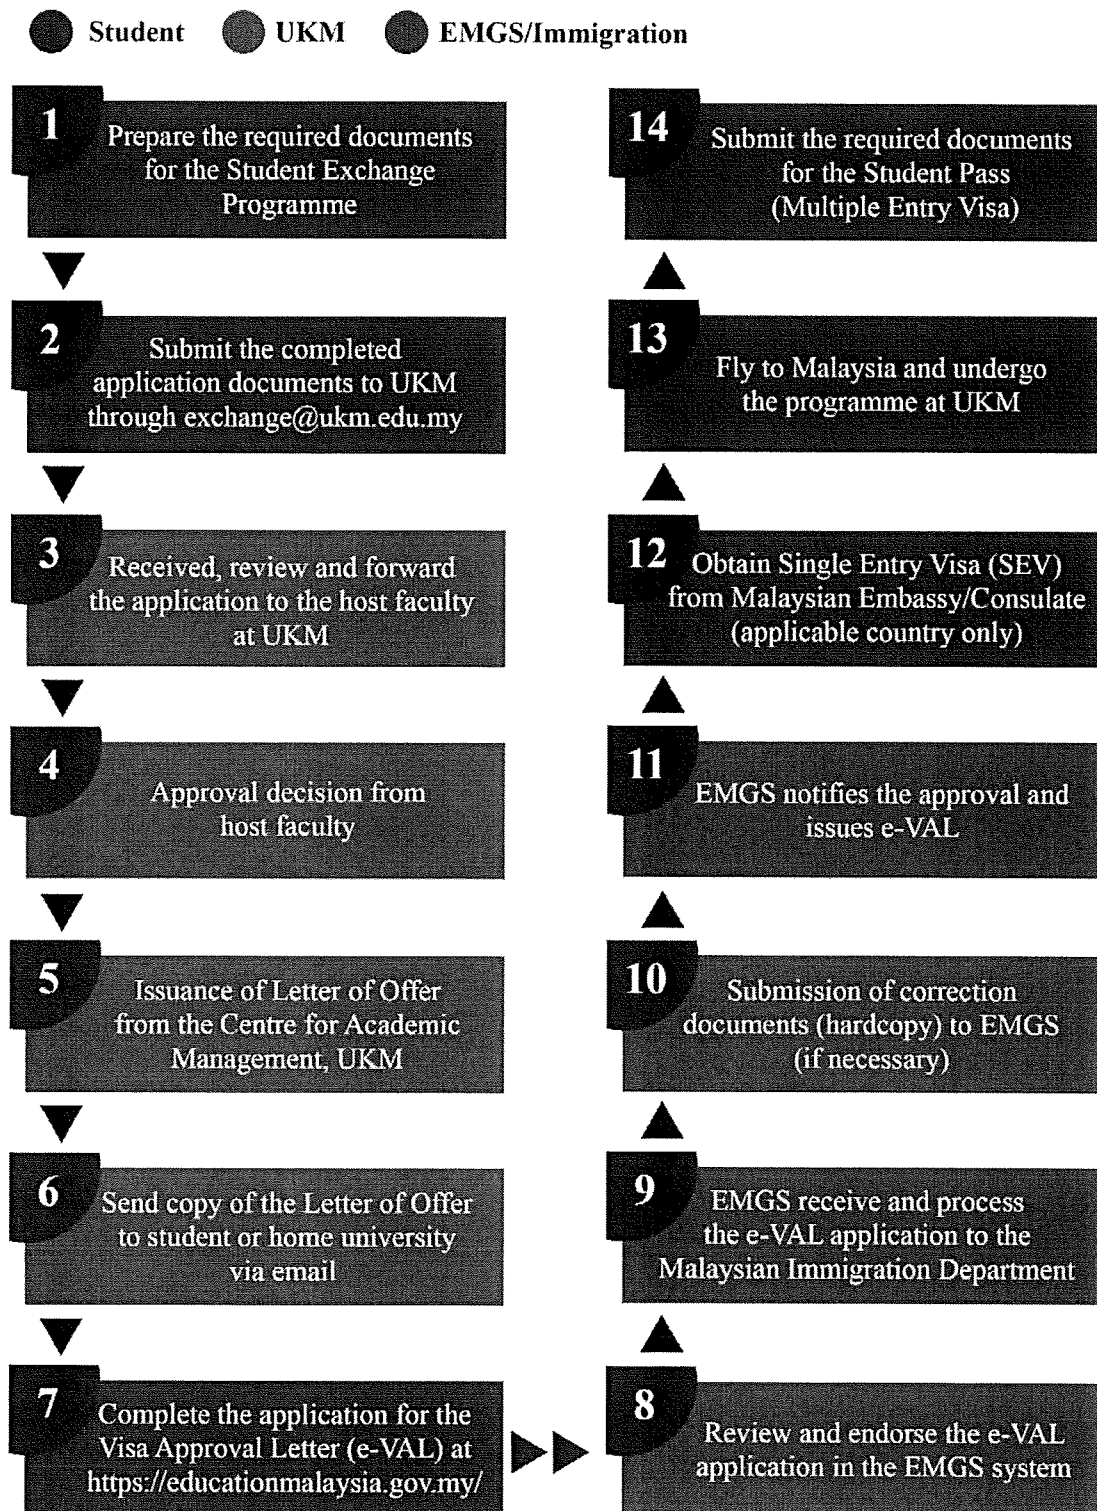 Student UKM EMGS/Immigration
1
Prepare the required documents
for the Student Exchange
Programme
2
Submit the completed
application documents to UKM
through exchange@ukm.edu.my
3
Received, review and forward
the application to the host faculty
at UKM
4
Approval decision from
host faculty
5
Issuance of Letter of Offer
from the Centre for Academic
Management, UKM
6
Send copy of the Letter of Offer
to student or home university
via email
7
Complete the application for the
Visa Approval Letter (e-VAL) at
https://educationmalaysia.gov.my/
8
Review and endorse the e-VAL
application in the EMGS system
9
EMGS receive and process
the e-VAL application to the
Malaysian Immigration Department
10
Submission of correction
documents (hardcopy) to EMGS
(if necessary)
11
EMGS notifies the approval and
issues e-VAL
12
Obtain Single Entry Visa (SEV)
from Malaysian Embassy/Consulate
(applicable country only)
13
Fly to Malaysia and undergo
the programme at UKM
14
Submit the required documents
for the Student Pass
(Multiple Entry Visa)